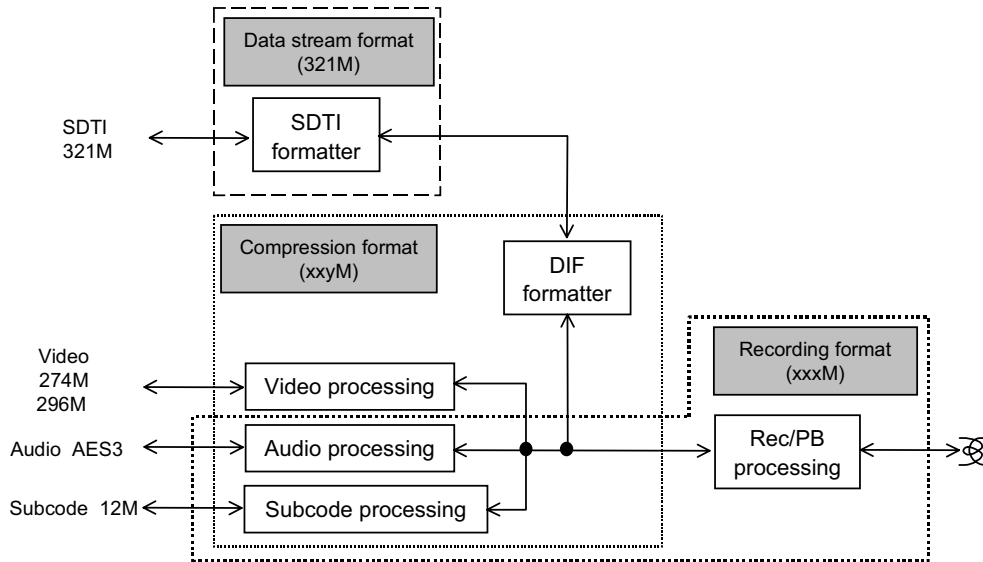 Data stream format
(321M)
SDTI
321M
SDTI
formatter
Compression format
(xxyM)
DIF
formatter
Recording format
(xxxM)
Video
274M
296M
Video processing
Audio AES3
Audio processing
Rec/PB
processing
Subcode 12M
Subcode processing